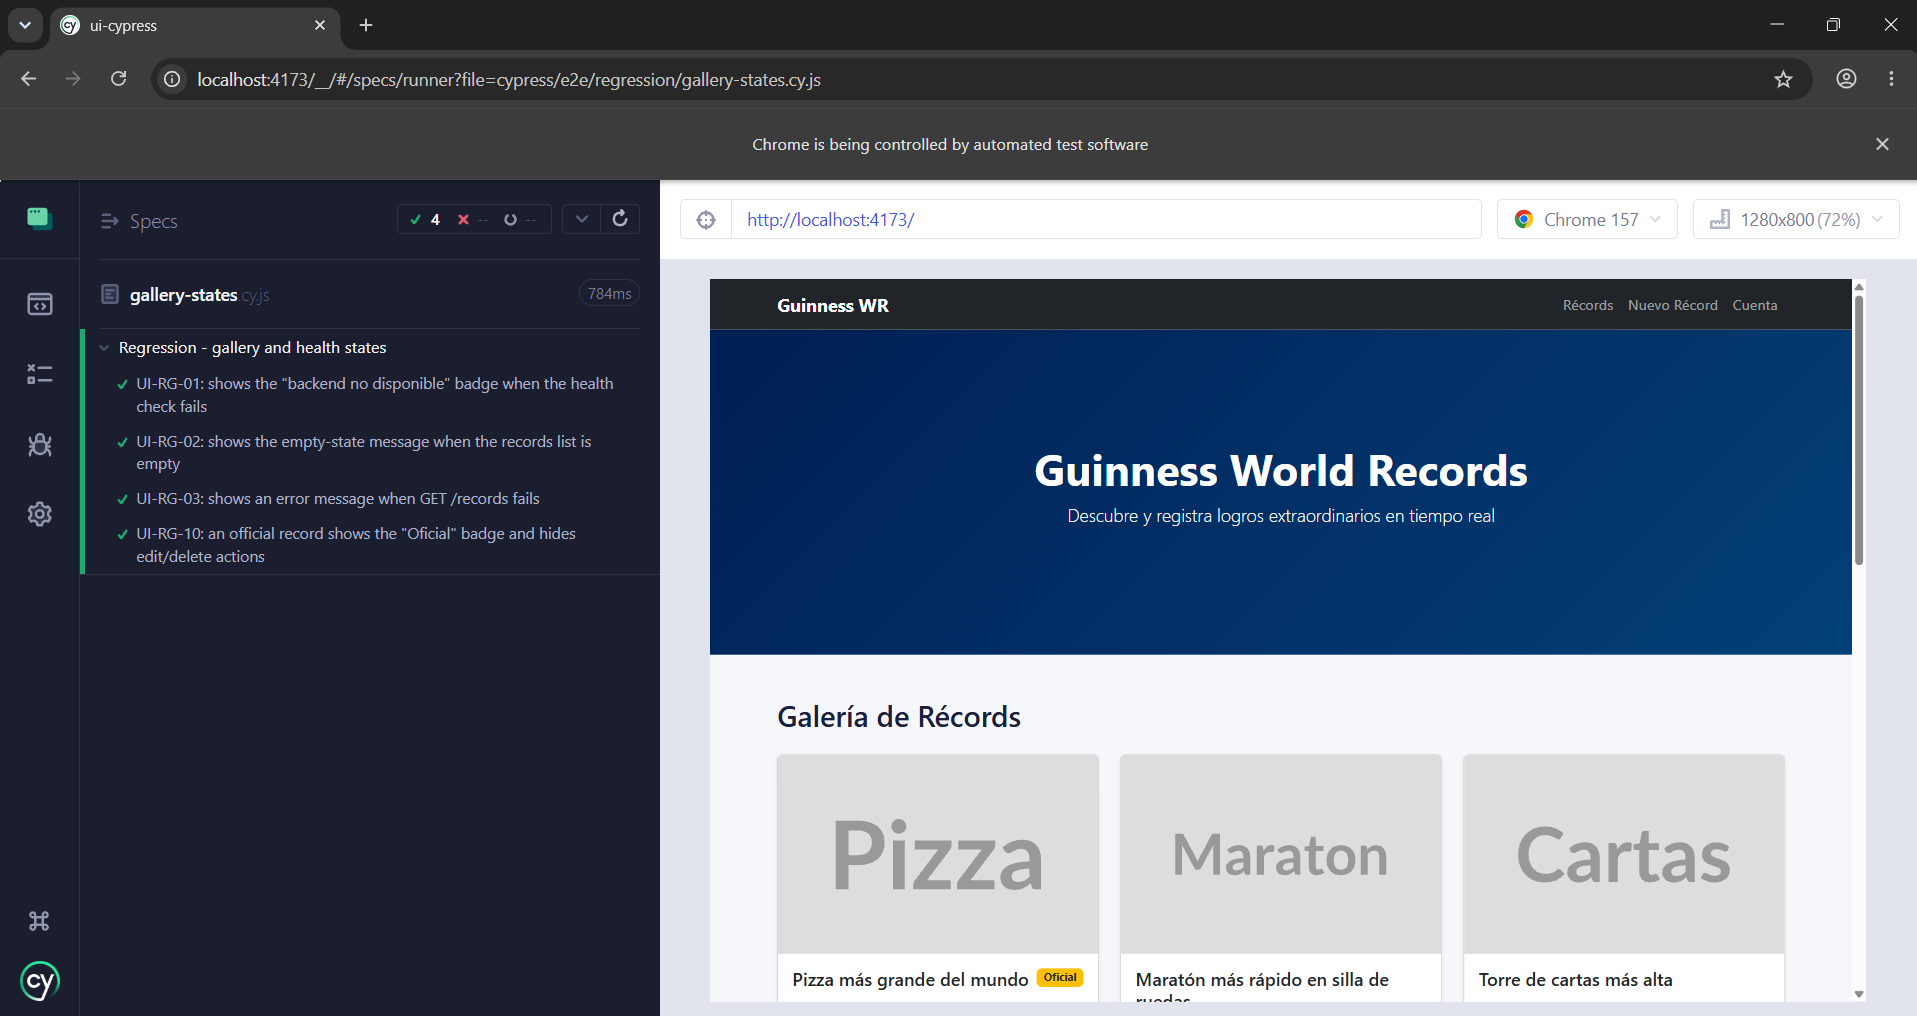 ui-cypress
localhost:4173/__/#/specs/runner?file=cypress/e2e/regression/gallery-states.cy.js
Chrome is being controlled by automated test software
Specs
4 -- --
gallery-states.cy.js
784ms
Regression - gallery and health states
UI-RG-01: shows the "backend no disponible" badge when the health
check fails
UI-RG-02: shows the empty-state message when the records list is
empty
UI-RG-03: shows an error message when GET /records fails
UI-RG-10: an official record shows the "Oficial" badge and hides
edit/delete actions
cy
http://localhost:4173/
Chrome 157
1280x800 (72%)
Guinness WR
Récords Nuevo Récord Cuenta
Guinness World Records
Descubre y registra logros extraordinarios en tiempo real
Galería de Récords
Pizza
Maraton
Cartas
Pizza más grande del mundo Oficial
Maratón más rápido en silla de
ruedas
Torre de cartas más alta